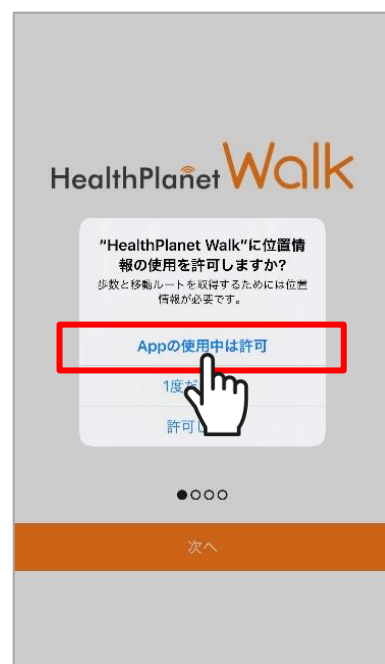 HealthPlanet Walk
"HealthPlanet Walk"に位置情
報の使用を許可しますか?
歩数と移動ルートを取得するためには位置
情報が必要です。
Appの使用中は許可
1度だ
許可し
次へ